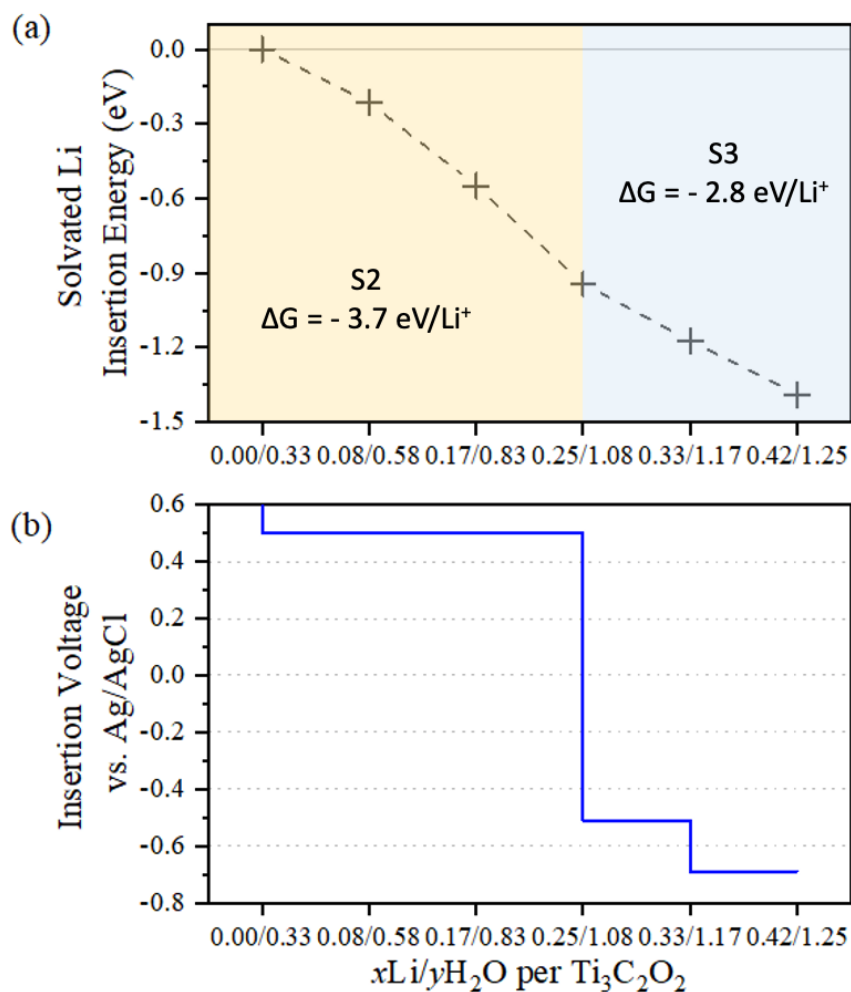 (a)
Solvated Li
Insertion Energy (eV)
0.0
-0.3
-0.6
-0.9
-1.2
-1.5
S2
ΔG = - 3.7 eV/Li⁺
S3
ΔG = - 2.8 eV/Li⁺
0.00/0.33 0.08/0.58 0.17/0.83 0.25/1.08 0.33/1.17 0.42/1.25
(b)
Insertion Voltage
vs. Ag/AgCl
0.6
0.4
0.2
0.0
-0.2
-0.4
-0.6
-0.8
0.00/0.33 0.08/0.58 0.17/0.83 0.25/1.08 0.33/1.17 0.42/1.25
xLi/yH₂O per Ti₃C₂O₂